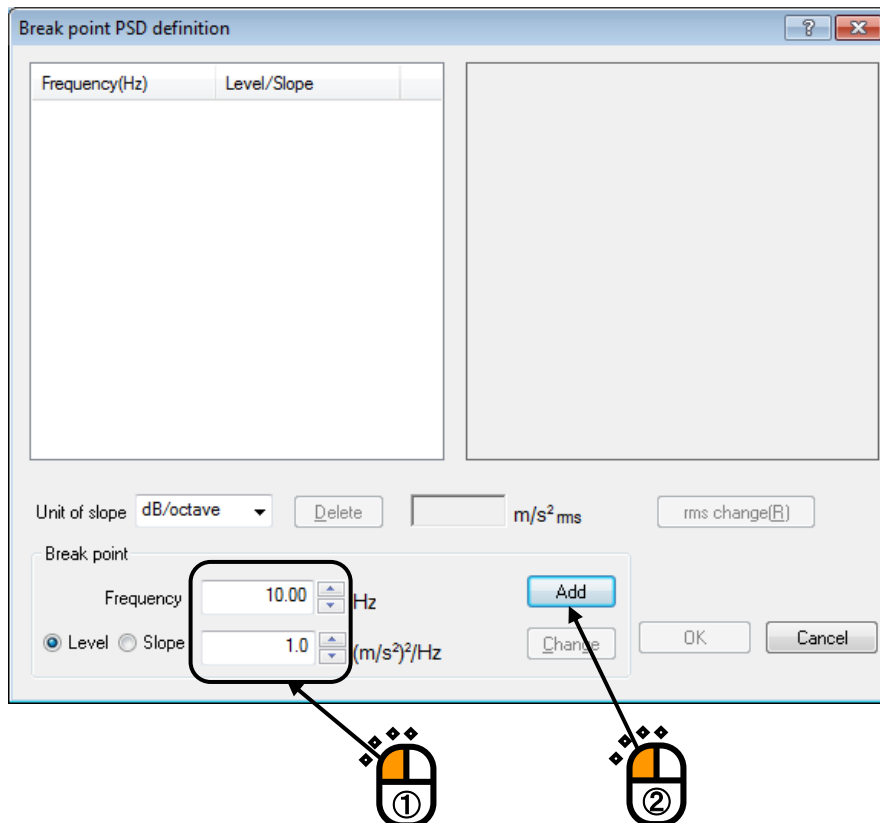 Break point PSD definition
?
Frequency(Hz) Level/Slope
Unit of slope dB/octave Delete m/s² rms rms change(R)
Break point
Frequency 10.00 Hz Add
Level Slope 1.0 (m/s²)²/Hz Change OK Cancel
① ②